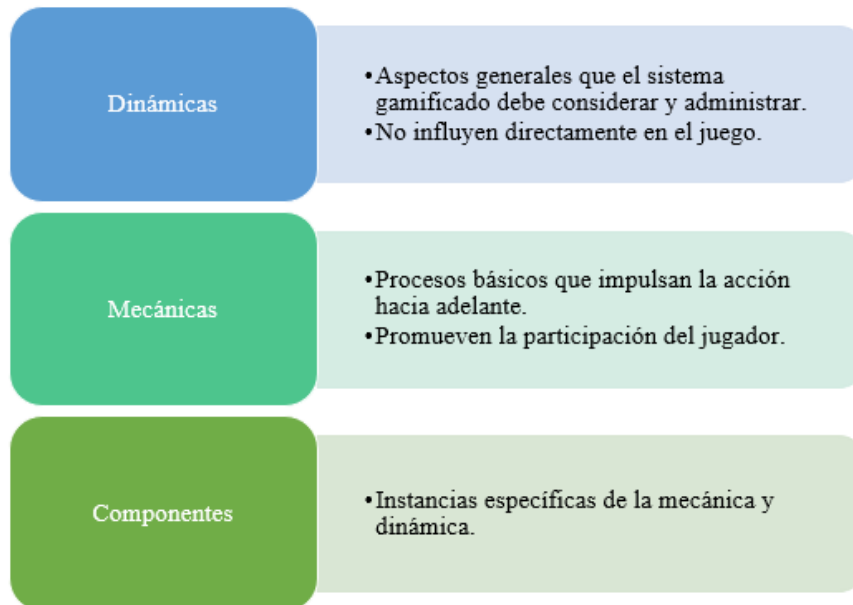 Dinámicas
•Aspectos generales que el sistema
gamificado debe considerar y administrar.
•No influyen directamente en el juego.
Mecánicas
•Procesos básicos que impulsan la acción
hacia adelante.
•Promueven la participación del jugador.
Componentes
•Instancias específicas de la mecánica y
dinámica.